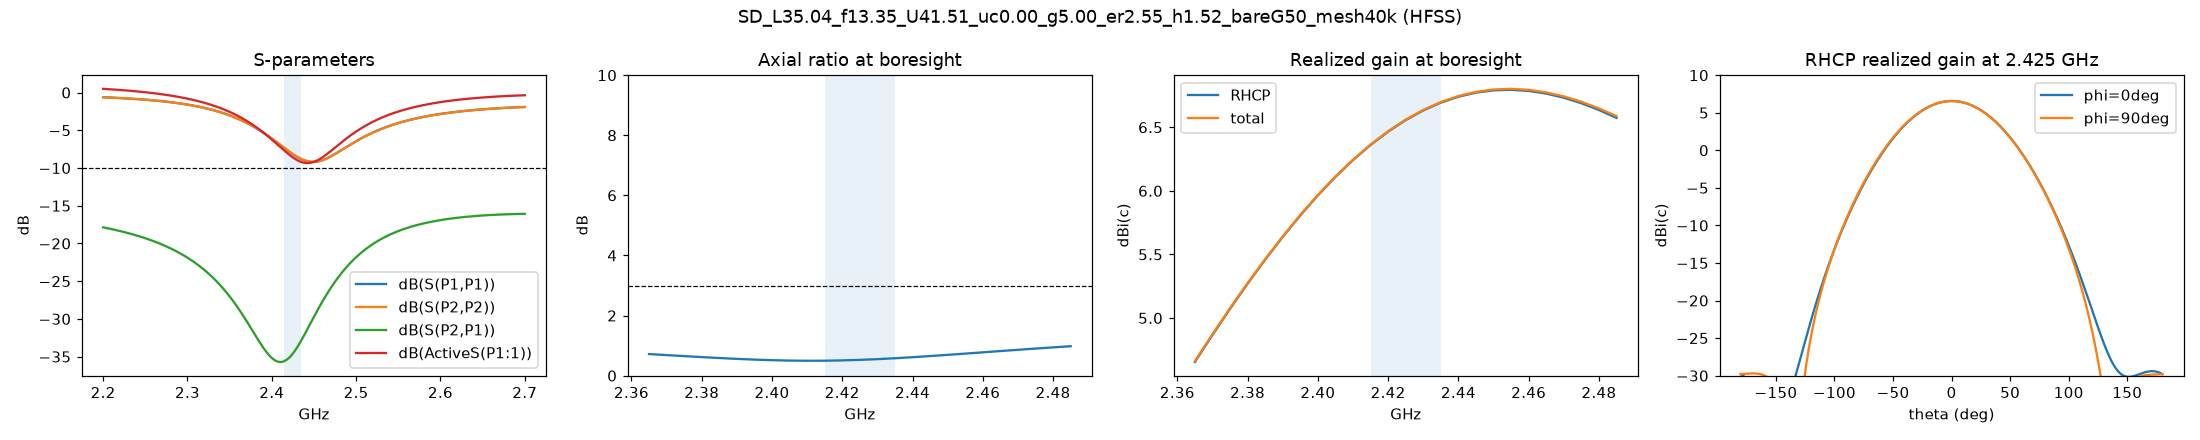 SD_L35.04_f13.35_U41.51_uc0.00_g5.00_er2.55_h1.52_bareG50_mesh40k (HFSS)
S-parameters
0
−5
−10
−15
−20
−25
−30
−35
dB
2.2 2.3 2.4 2.5 2.6 2.7
GHz
dB(S(P1,P1))
dB(S(P2,P2))
dB(S(P2,P1))
dB(ActiveS(P1:1))
Axial ratio at boresight
10
8
6
4
2
0
dB
2.36 2.38 2.40 2.42 2.44 2.46 2.48
GHz
Realized gain at boresight
RHCP
total
6.5
6.0
5.5
5.0
dBi(c)
2.36 2.38 2.40 2.42 2.44 2.46 2.48
GHz
RHCP realized gain at 2.425 GHz
phi=0deg
phi=90deg
10
5
0
−5
−10
−15
−20
−25
−30
dBi(c)
−150 −100 −50 0 50 100 150
theta (deg)